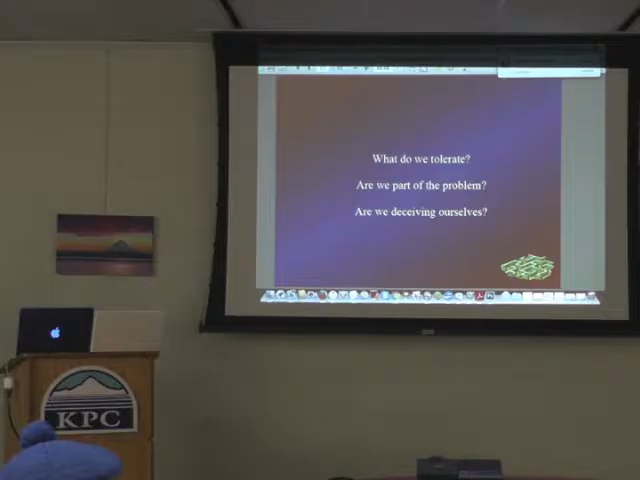 What do we tolerate?
Are we part of the problem?
Are we deceiving ourselves?
KPC